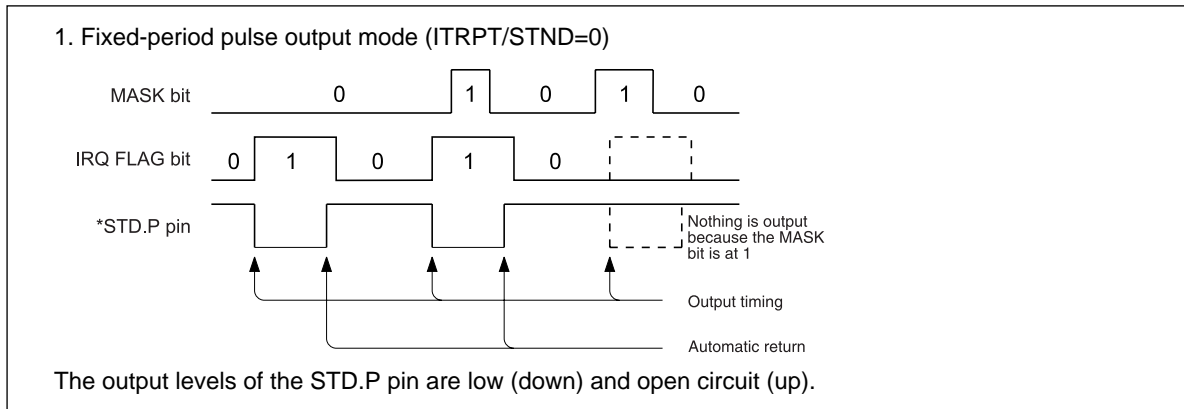 1. Fixed-period pulse output mode (ITRPT/STND=0)
MASK bit 0 1 0 1 0
IRQ FLAG bit 0 1 0 1 0
*STD.P pin
Nothing is output
because the MASK
bit is at 1
Output timing
Automatic return
The output levels of the STD.P pin are low (down) and open circuit (up).